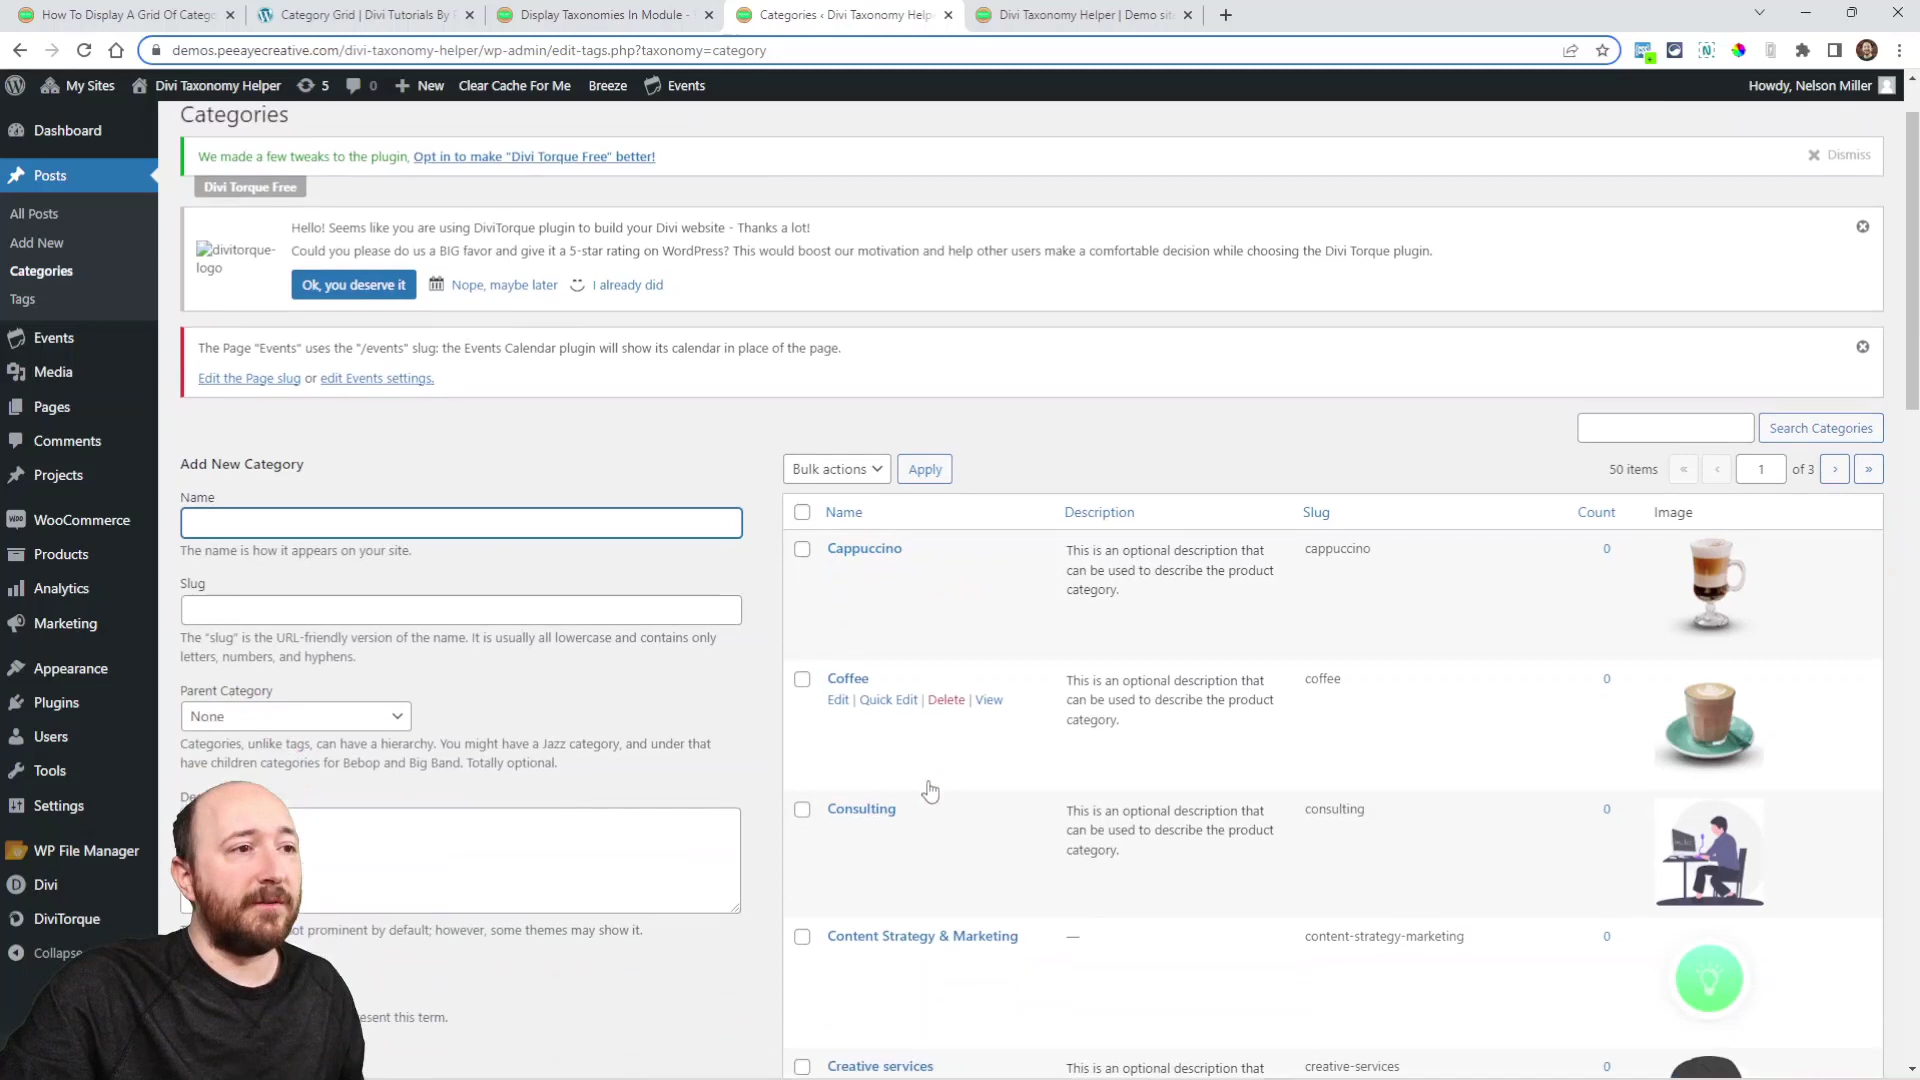 How To Display A Grid Of Catego
Category Grid | Divi Tutorials By P
Display Taxonomies In Module -
Categories ‹ Divi Taxonomy Help
Divi Taxonomy Helper | Demo sit
demos.peeayecreative.com/divi-taxonomy-helper/wp-admin/edit-tags.php?taxonomy=category
My Sites
Divi Taxonomy Helper
5
0
New
Clear Cache For Me
Breeze
Events
Howdy, Nelson Miller
Dashboard
Posts
All Posts
Add New
Categories
Tags
Events
Media
Pages
Comments
Projects
WooCommerce
Products
Analytics
Marketing
Appearance
Plugins
Users
Tools
Settings
WP File Manager
Divi
DiviTorque
Collapse
Categories
We made a few tweaks to the plugin, Opt in to make "Divi Torque Free" better!
Dismiss
Divi Torque Free
divitorque-logo
Hello! Seems like you are using DiviTorque plugin to build your Divi website - Thanks a lot!
Could you please do us a BIG favor and give it a 5-star rating on WordPress? This would boost our motivation and help other users make a comfortable decision while choosing the Divi Torque plugin.
Ok, you deserve it
Nope, maybe later
I already did
The Page "Events" uses the "/events" slug: the Events Calendar plugin will show its calendar in place of the page.
Edit the Page slug or edit Events settings.
Search Categories
Add New Category
Name
The name is how it appears on your site.
Slug
The "slug" is the URL-friendly version of the name. It is usually all lowercase and contains only
letters, numbers, and hyphens.
Parent Category
None
Categories, unlike tags, can have a hierarchy. You might have a Jazz category, and under that
have children categories for Bebop and Big Band. Totally optional.
prominent by default; however, some themes may show it.
this term.
Bulk actions
Apply
50 items « ‹ 1 of 3 › »
Name Description Slug Count Image
Cappuccino
This is an optional description that
can be used to describe the product
category.
cappuccino
0
Coffee
Edit | Quick Edit | Delete | View
This is an optional description that
can be used to describe the product
category.
coffee
0
Consulting
This is an optional description that
can be used to describe the product
category.
consulting
0
Content Strategy & Marketing
—
content-strategy-marketing
0
Creative services
This is an optional description that
creative-services
0